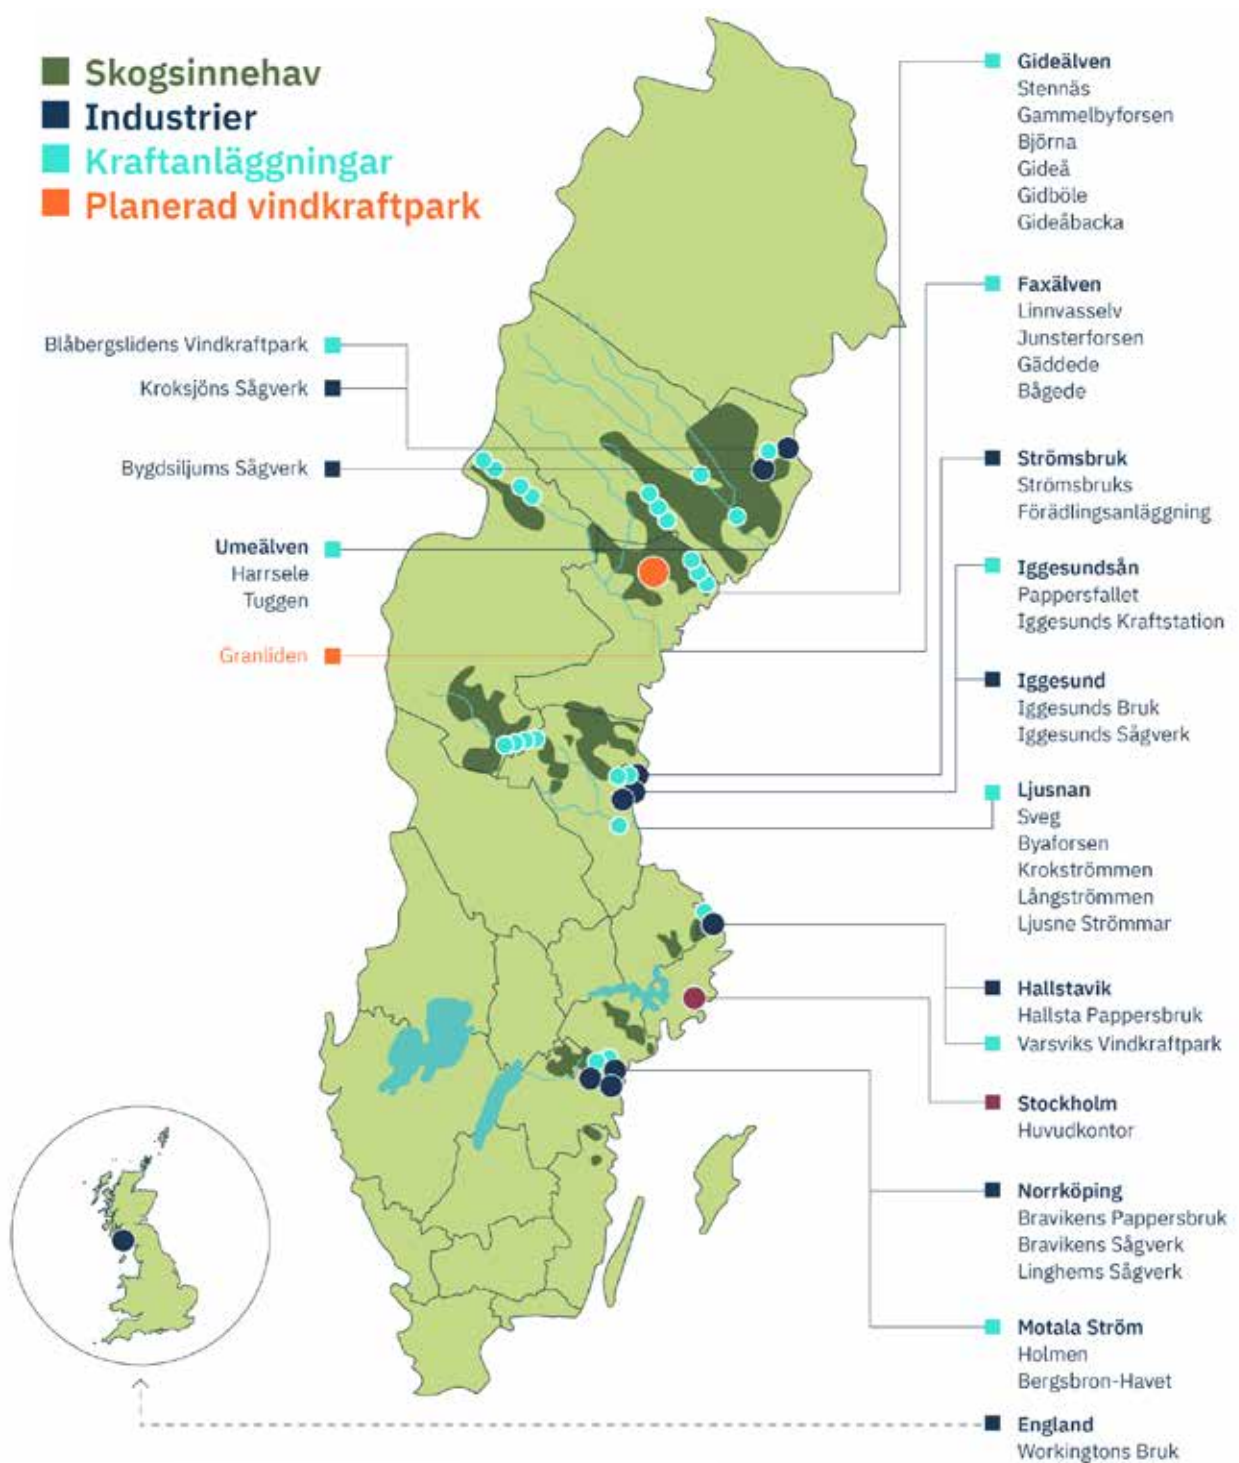 Skogsinnehav
Industrier
Kraftanläggningar
Planerad vindkraftpark
Blåbergslidens Vindkraftpark
Kroksjöns Sågverk
Bygdsiljums Sågverk
Umeälven
Harrsele
Tuggen
Granliden
Gideälven
Stennäs
Gammelbyforsen
Björna
Gideå
Gidböle
Gideåbacka
Faxälven
Linnvasselv
Junsterforsen
Gäddede
Bågede
Strömsbruk
Strömsbruks
Förädlingsanläggning
Iggesundsån
Pappersfallet
Iggesunds Kraftstation
Iggesund
Iggesunds Bruk
Iggesunds Sågverk
Ljusnan
Sveg
Byaforsen
Krokströmmen
Långströmmen
Ljusne Strömmar
Hallstavik
Hallsta Pappersbruk
Varsviks Vindkraftpark
Stockholm
Huvudkontor
Norrköping
Bravikens Pappersbruk
Bravikens Sågverk
Linghems Sågverk
Motala Ström
Holmen
Bergsbron-Havet
England
Workingtons Bruk